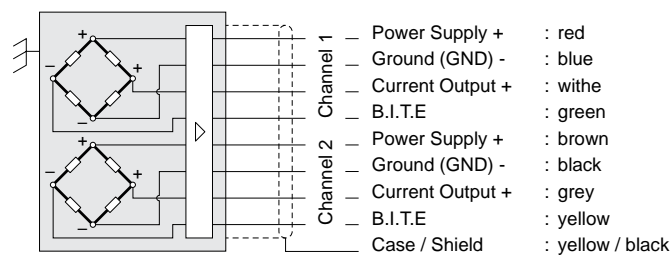 Channel 1
Power Supply + : red
Ground (GND) - : blue
Current Output + : withe
B.I.T.E : green
Channel 2
Power Supply + : brown
Ground (GND) - : black
Current Output + : grey
B.I.T.E : yellow
Case / Shield : yellow / black
+
–
+
–
+
–
+
–